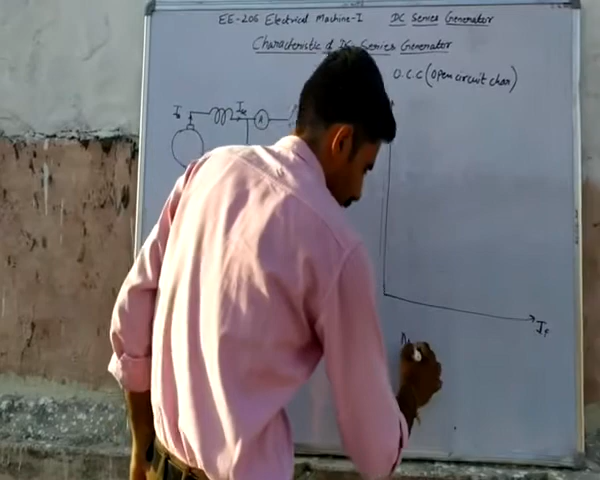 EE-206 Electrical Machine-I DC Series Generator
Characteristic of DC Series Generator
O.C.C (Open circuit char)
A
If